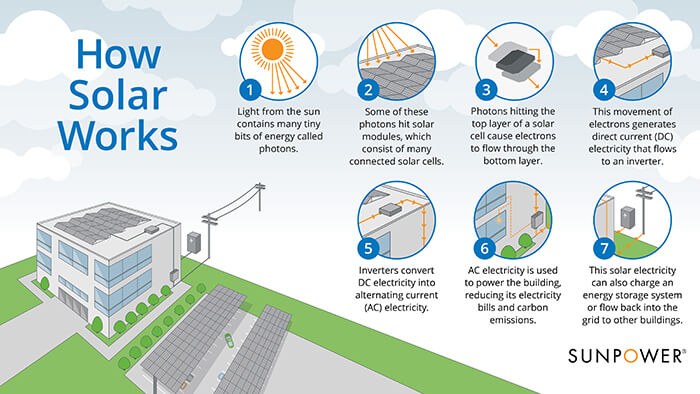 How
Solar
Works
1
Light from the sun
contains many tiny
bits of energy called
photons.
2
Some of these
photons hit solar
modules, which
consist of many
connected solar cells.
3
Photons hitting the
top layer of a solar
cell cause electrons
to flow through the
bottom layer.
4
This movement of
electrons generates
direct current (DC)
electricity that flows
to an inverter.
5
Inverters convert
DC electricity into
alternating current
(AC) electricity.
6
AC electricity is used
to power the building,
reducing its electricity
bills and carbon
emissions.
7
This solar electricity
can also charge an
energy storage system
or flow back into the
grid to other buildings.
SUNPOWER®